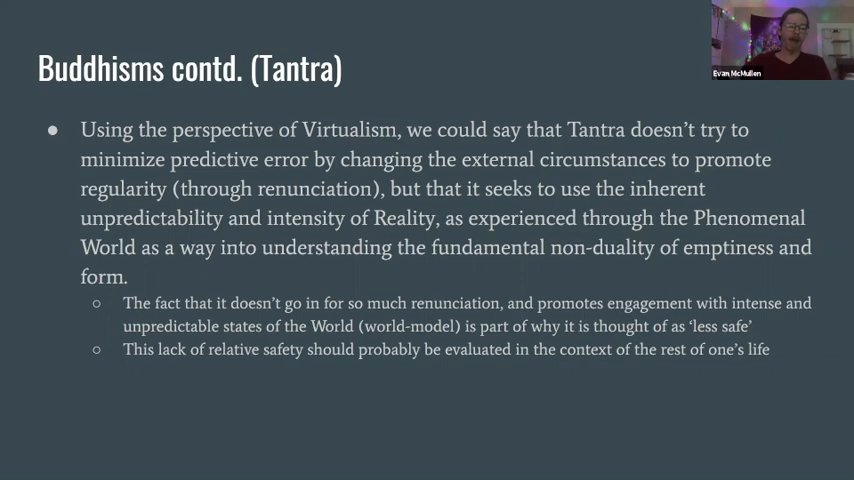 Buddhisms contd. (Tantra)
Evan McMullen
● Using the perspective of Virtualism, we could say that Tantra doesn't try to
minimize predictive error by changing the external circumstances to promote
regularity (through renunciation), but that it seeks to use the inherent
unpredictability and intensity of Reality, as experienced through the Phenomenal
World as a way into understanding the fundamental non-duality of emptiness and
form.
○ The fact that it doesn't go in for so much renunciation, and promotes engagement with intense and
unpredictable states of the World (world-model) is part of why it is thought of as 'less safe'
○ This lack of relative safety should probably be evaluated in the context of the rest of one's life